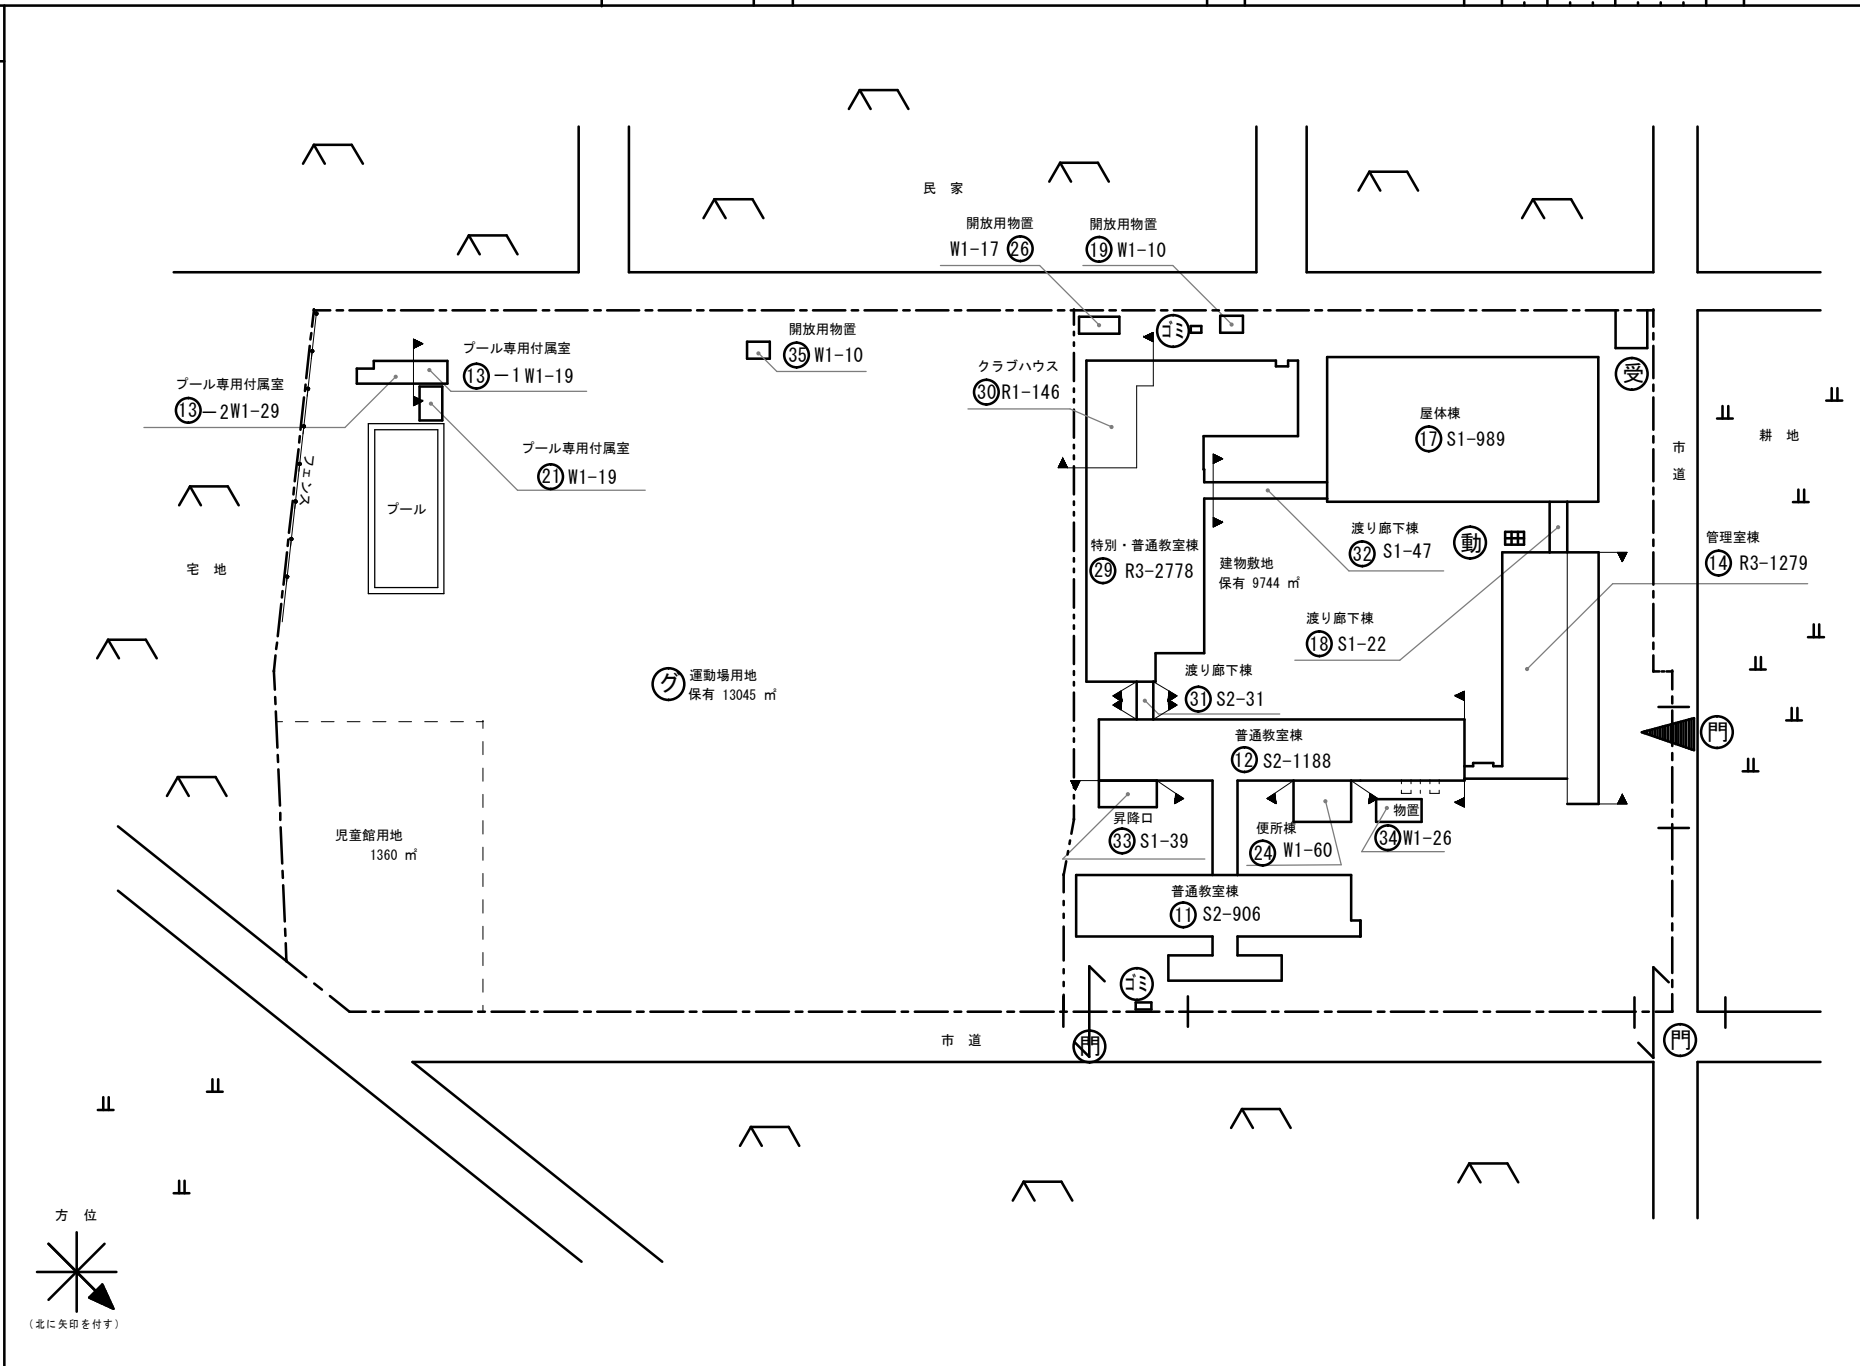 民 家
開放用物置
W1-17 ㉖
開放用物置
⑲ W1-10
開放用物置
㉟ W1-10
ゴミ
プール専用付属室
⑬-1 W1-19
プール専用付属室
⑬-2 W1-29
プール専用付属室
㉑ W1-19
フェンス
プール
宅 地
クラブハウス
㉚ R1-146
受
屋体棟
⑰ S1-989
市
道
耕 地
特別・普通教室棟
㉙ R3-2778
建物敷地
保有 9744 ㎡
渡り廊下棟
㉜ S1-47
動
管理室棟
⑭ R3-1279
渡り廊下棟
⑱ S1-22
グ
運動場用地
保有 13045 ㎡
渡り廊下棟
㉛ S2-31
門
普通教室棟
⑫ S2-1188
昇降口
㉝ S1-39
便所棟
㉔ W1-60
物置
㉞ W1-26
児童館用地
1360 ㎡
普通教室棟
⑪ S2-906
ゴミ
市 道
門
門
方 位
(北に矢印を付す)